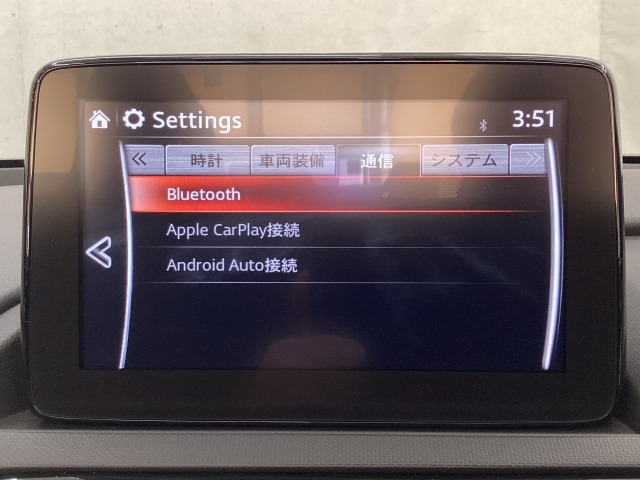 Settings 3:51
« 時計 車両装備 通信 システム »
Bluetooth
Apple CarPlay接続
Android Auto接続